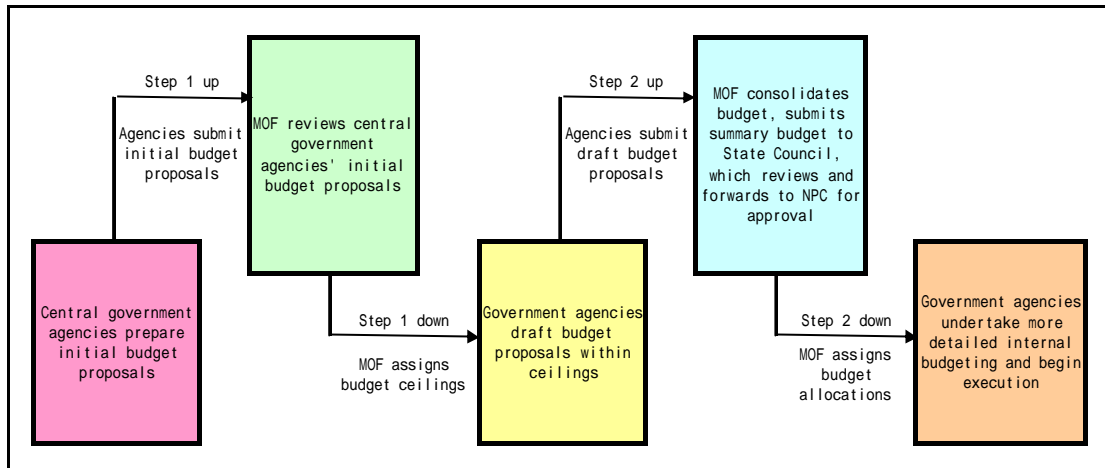 Central government
agencies prepare
initial budget
proposals
Step 1 up
Agencies submit
initial budget
proposals
MOF reviews central
government
agencies' initial
budget proposals
Step 1 down
MOF assigns
budget ceilings
Government agencies
draft budget
proposals within
ceilings
Step 2 up
Agencies submit
draft budget
proposals
MOF consolidates
budget, submits
summary budget to
State Council,
which reviews and
forwards to NPC for
approval
Step 2 down
MOF assigns
budget
allocations
Government agencies
undertake more
detailed internal
budgeting and begin
execution